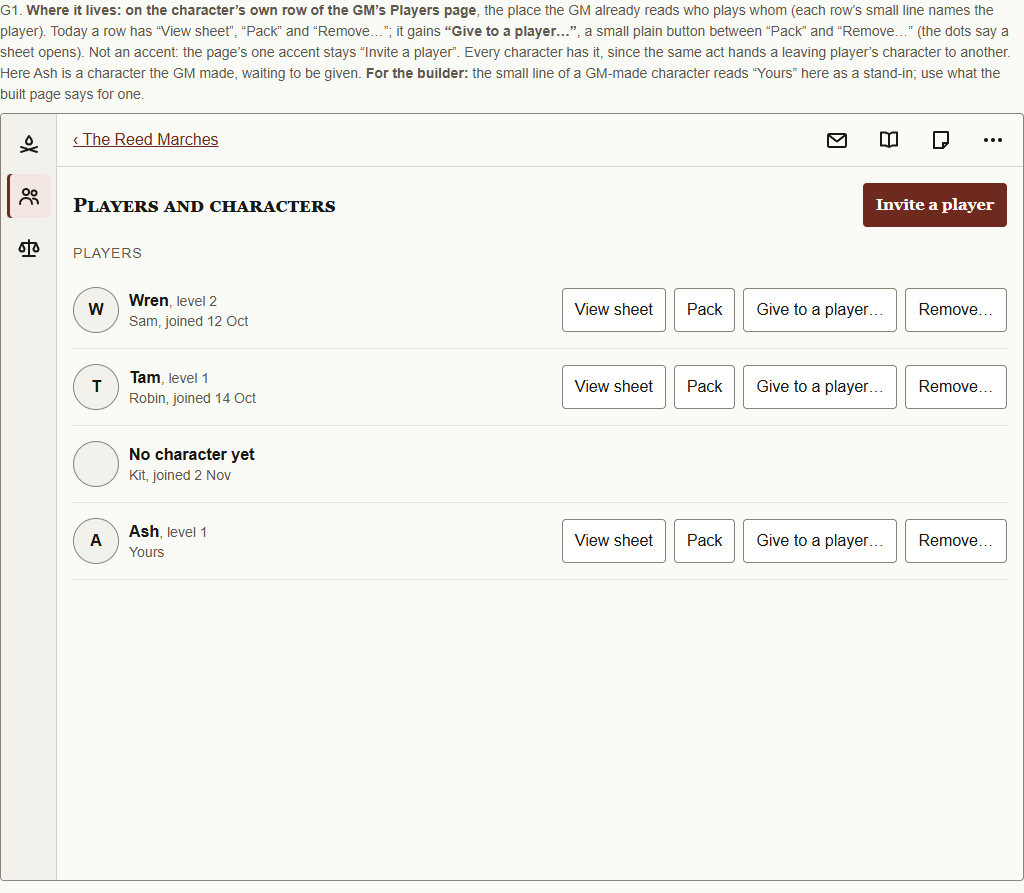 G1. Where it lives: on the character’s own row of the GM’s Players page, the place the GM already reads who plays whom (each row’s small line names the
player). Today a row has “View sheet”, “Pack” and “Remove…”; it gains “Give to a player…”, a small plain button between “Pack” and “Remove…” (the dots say a
sheet opens). Not an accent: the page’s one accent stays “Invite a player”. Every character has it, since the same act hands a leaving player’s character to another.
Here Ash is a character the GM made, waiting to be given. For the builder: the small line of a GM-made character reads “Yours” here as a stand-in; use what the
built page says for one.
‹ The Reed Marches
Players and characters
Invite a player
PLAYERS
W
Wren, level 2
Sam, joined 12 Oct
View sheet
Pack
Give to a player…
Remove…
T
Tam, level 1
Robin, joined 14 Oct
View sheet
Pack
Give to a player…
Remove…
No character yet
Kit, joined 2 Nov
A
Ash, level 1
Yours
View sheet
Pack
Give to a player…
Remove…